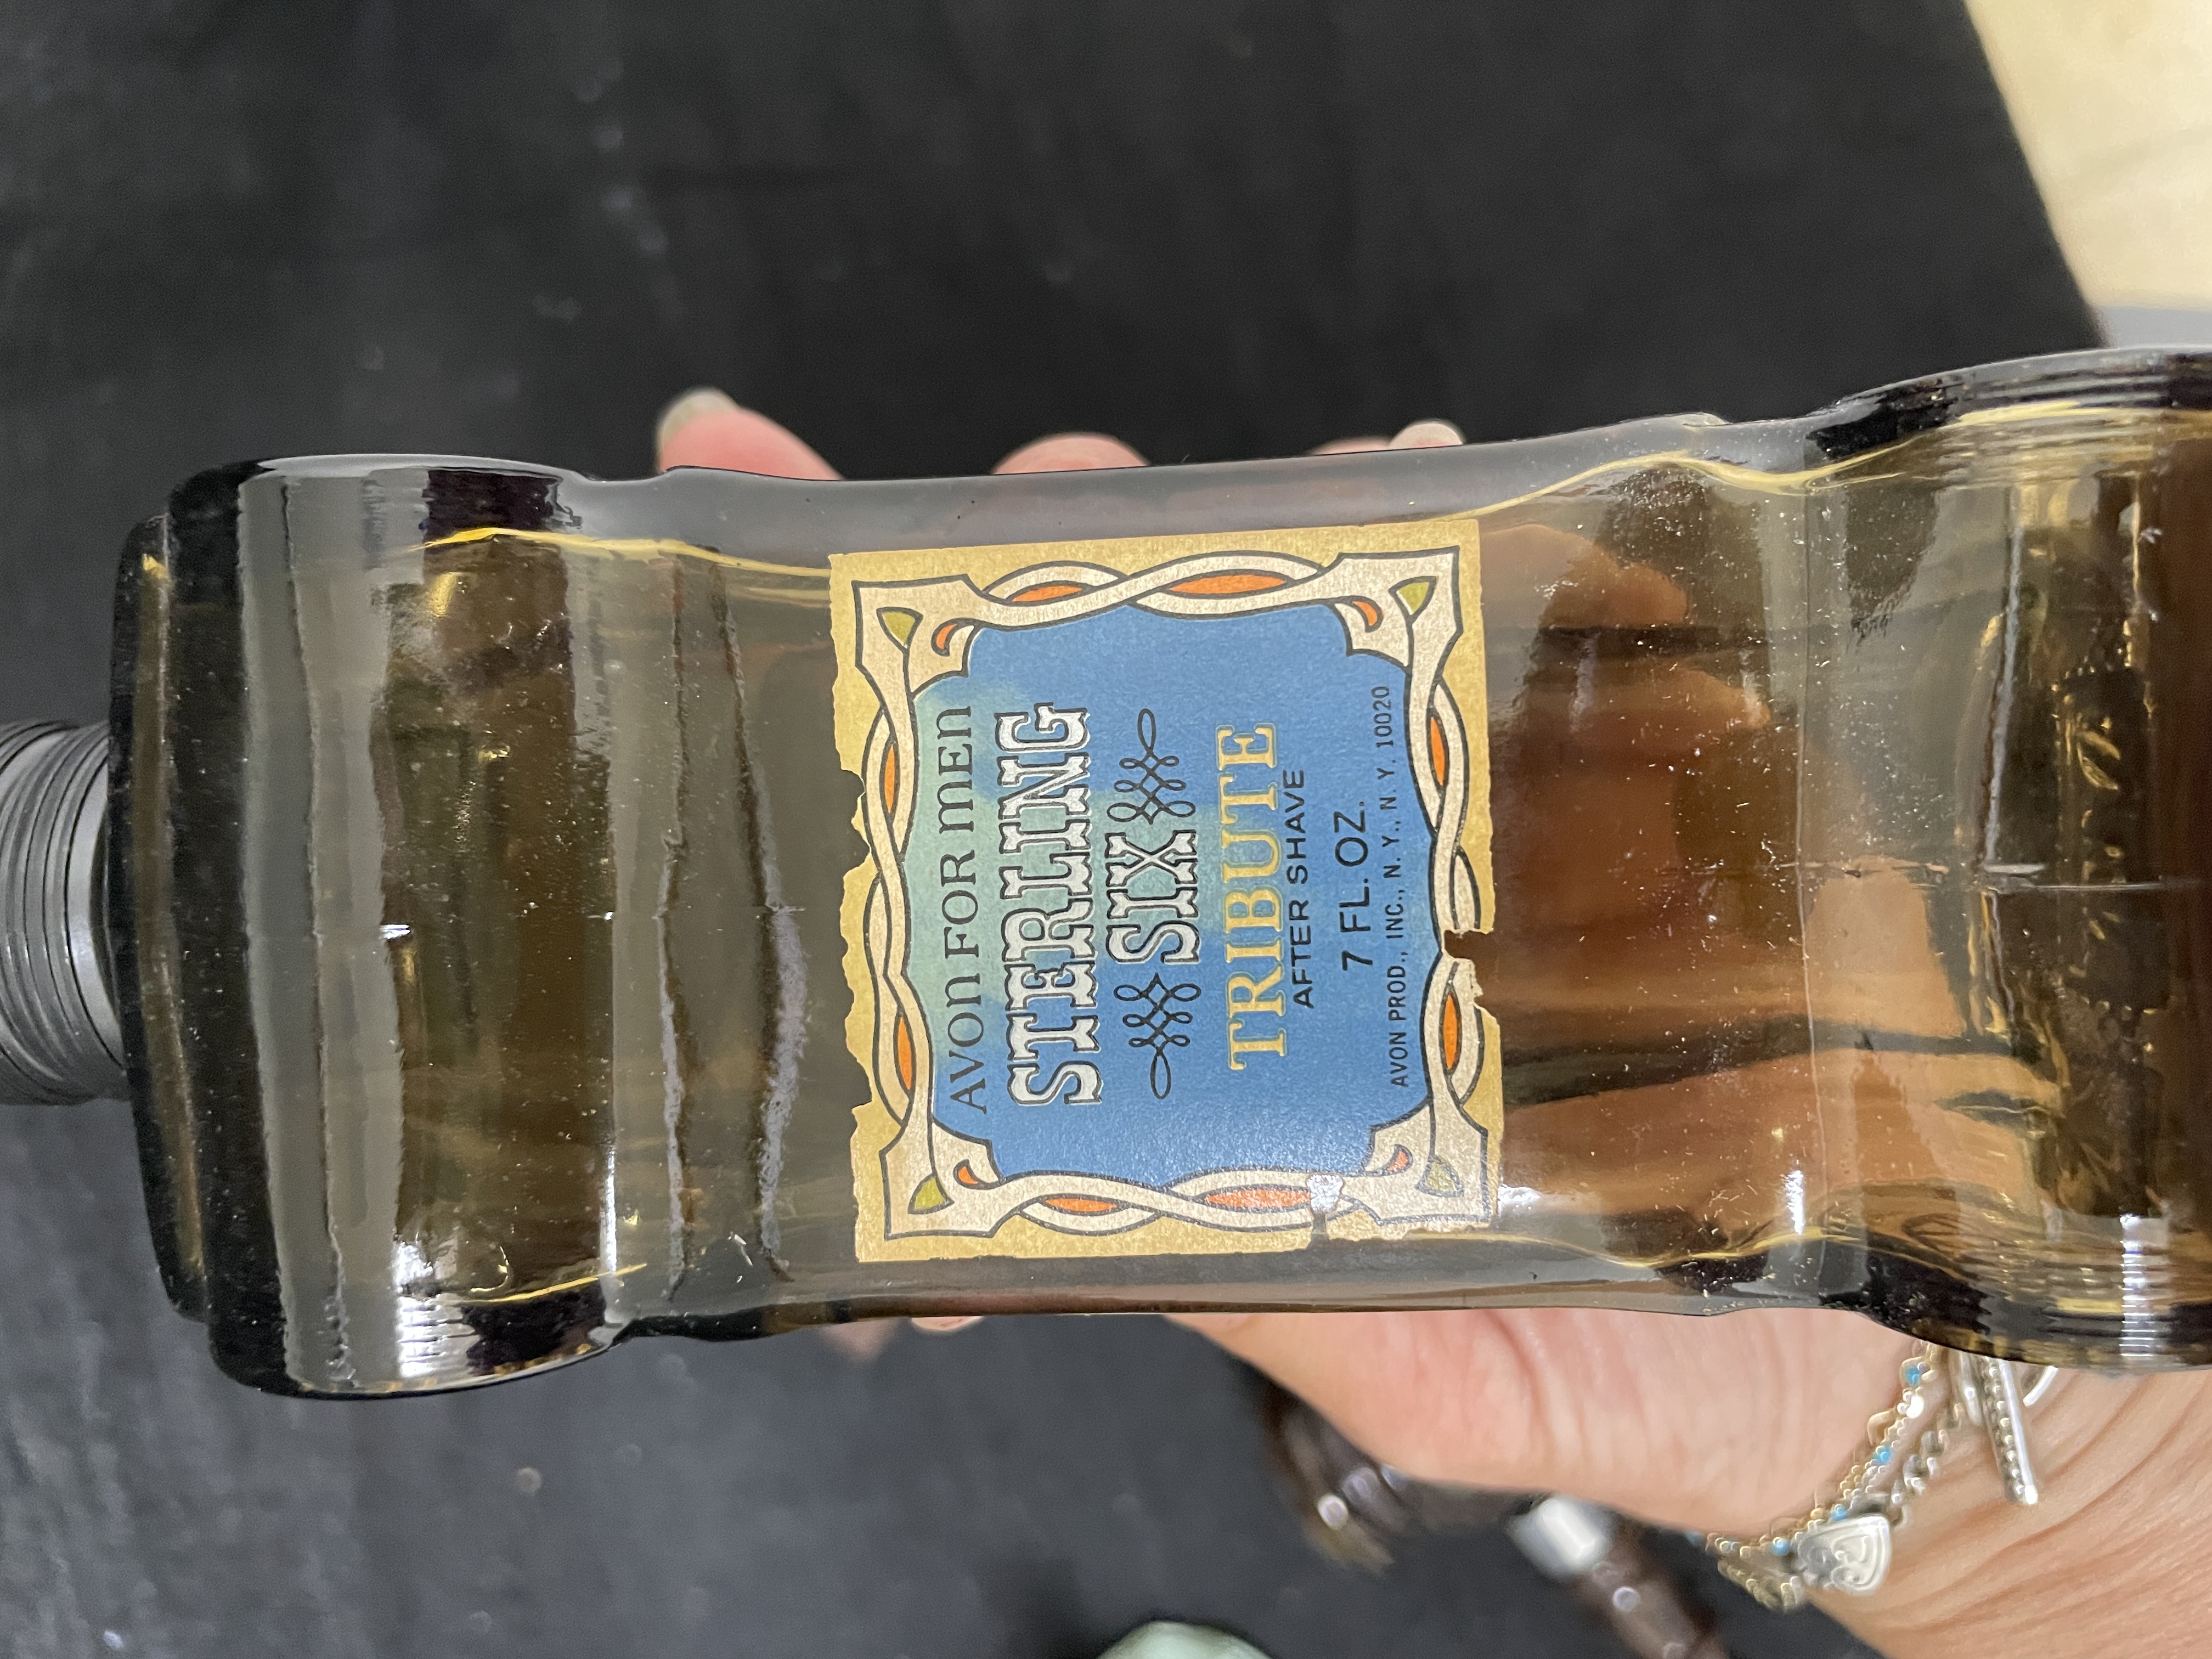 AVON FOR MEN
STERLING
SIX
TRIBUTE
AFTER SHAVE
7 FL. OZ.
AVON PROD., INC., N. Y., N. Y. 10020